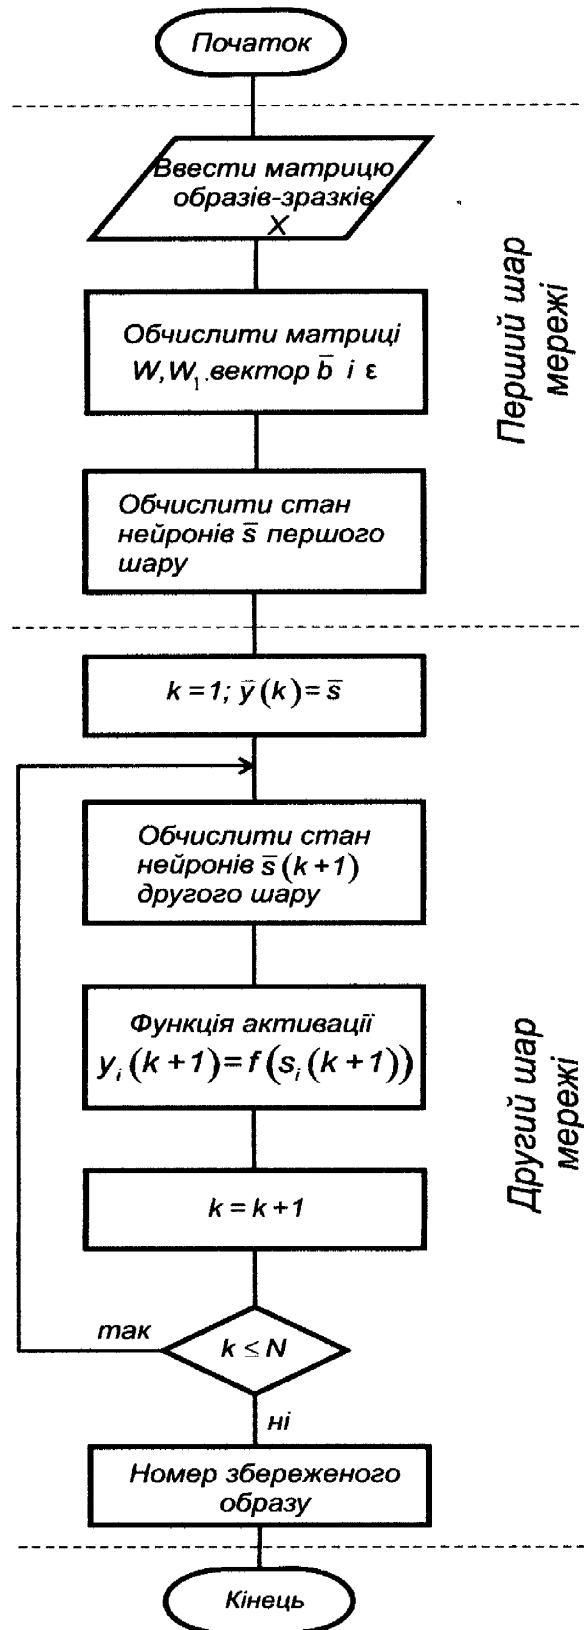 Початок
Ввести матрицю
образів-зразків
X
Обчислити матриці
W, W₁.вектор b̅ і ε
Обчислити стан
нейронів s̅ першого
шару
Перший шар
мережі
k = 1; y̅(k) = s̅
Обчислити стан
нейронів s̅(k+1)
другого шару
Функція активації
yᵢ(k+1)=f(sᵢ(k+1))
k = k+1
так
k ≤ N
ні
Номер збереженого
образу
Другий шар
мережі
Кінець